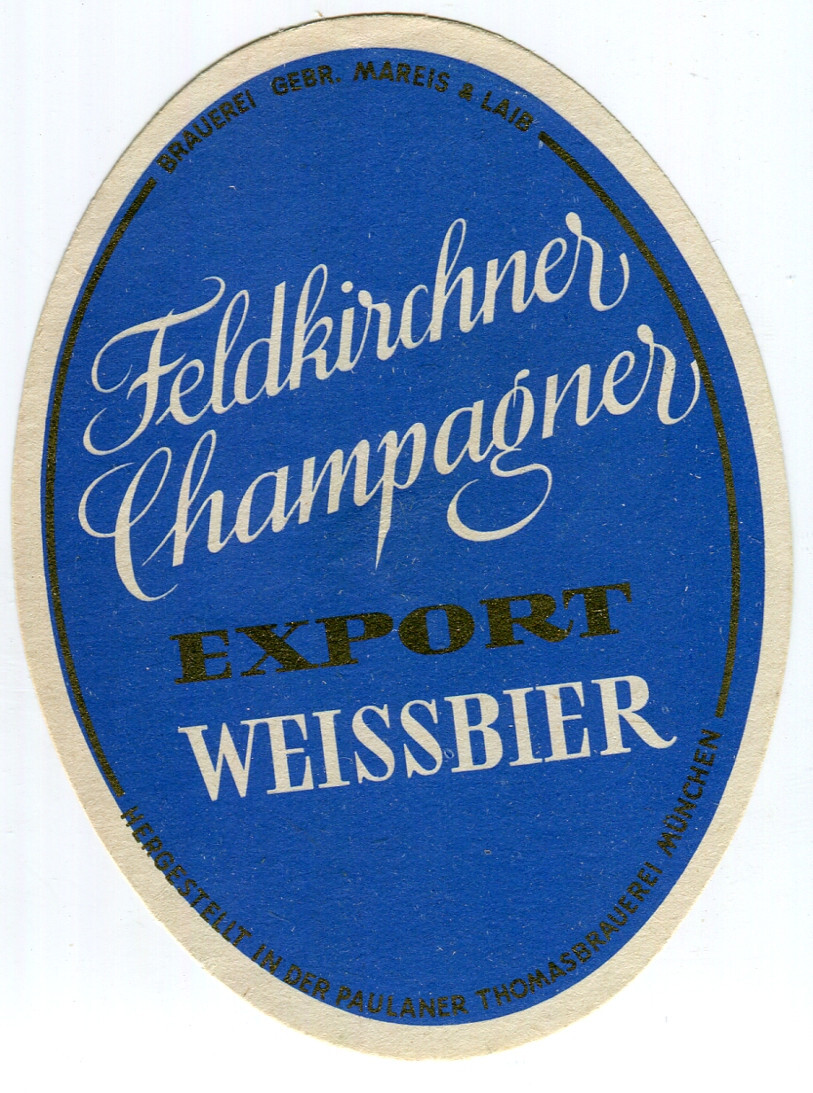 BRAUEREI GEBR. MAREIS & LAIB
Feldkirchner
Champagner
EXPORT
WEISSBIER
HERGESTELLT IN DER PAULANER THOMASBRAUEREI MÜNCHEN